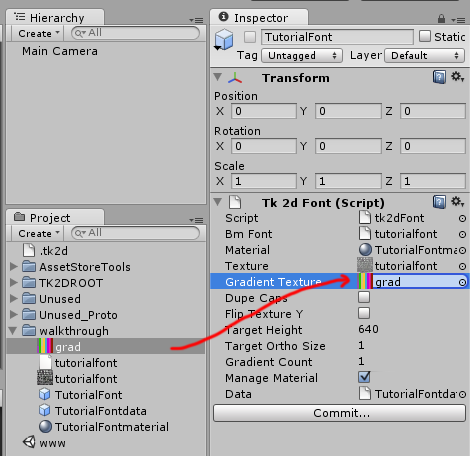 Hierarchy
Create
All
Main Camera
Project
Create
All
.tk2d
AssetStoreTools
TK2DROOT
Unused
Unused_Proto
walkthrough
grad
tutorialfont
tutorialfont
TutorialFont
TutorialFontdata
TutorialFontmaterial
www
Inspector
TutorialFont
Static
Tag Untagged Layer Default
Transform
Position
X 0 Y 0 Z 0
Rotation
X 0 Y 0 Z 0
Scale
X 1 Y 1 Z 1
Tk 2d Font (Script)
Script tk2dFont
Bm Font tutorialfont
Material TutorialFontma
Texture tutorialfont
Gradient Texture grad
Dupe Caps
Flip Texture Y
Target Height 640
Target Ortho Size 1
Gradient Count 1
Manage Material
Data TutorialFontda
Commit...